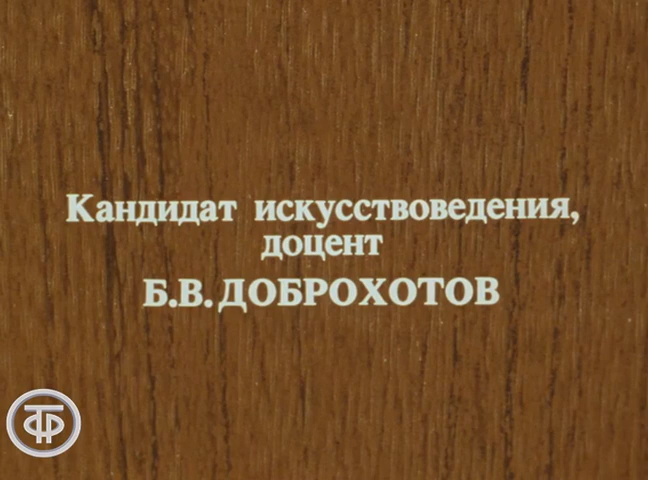 Кандидат искусствоведения,
доцент
Б.В.ДОБРОХОТОВ